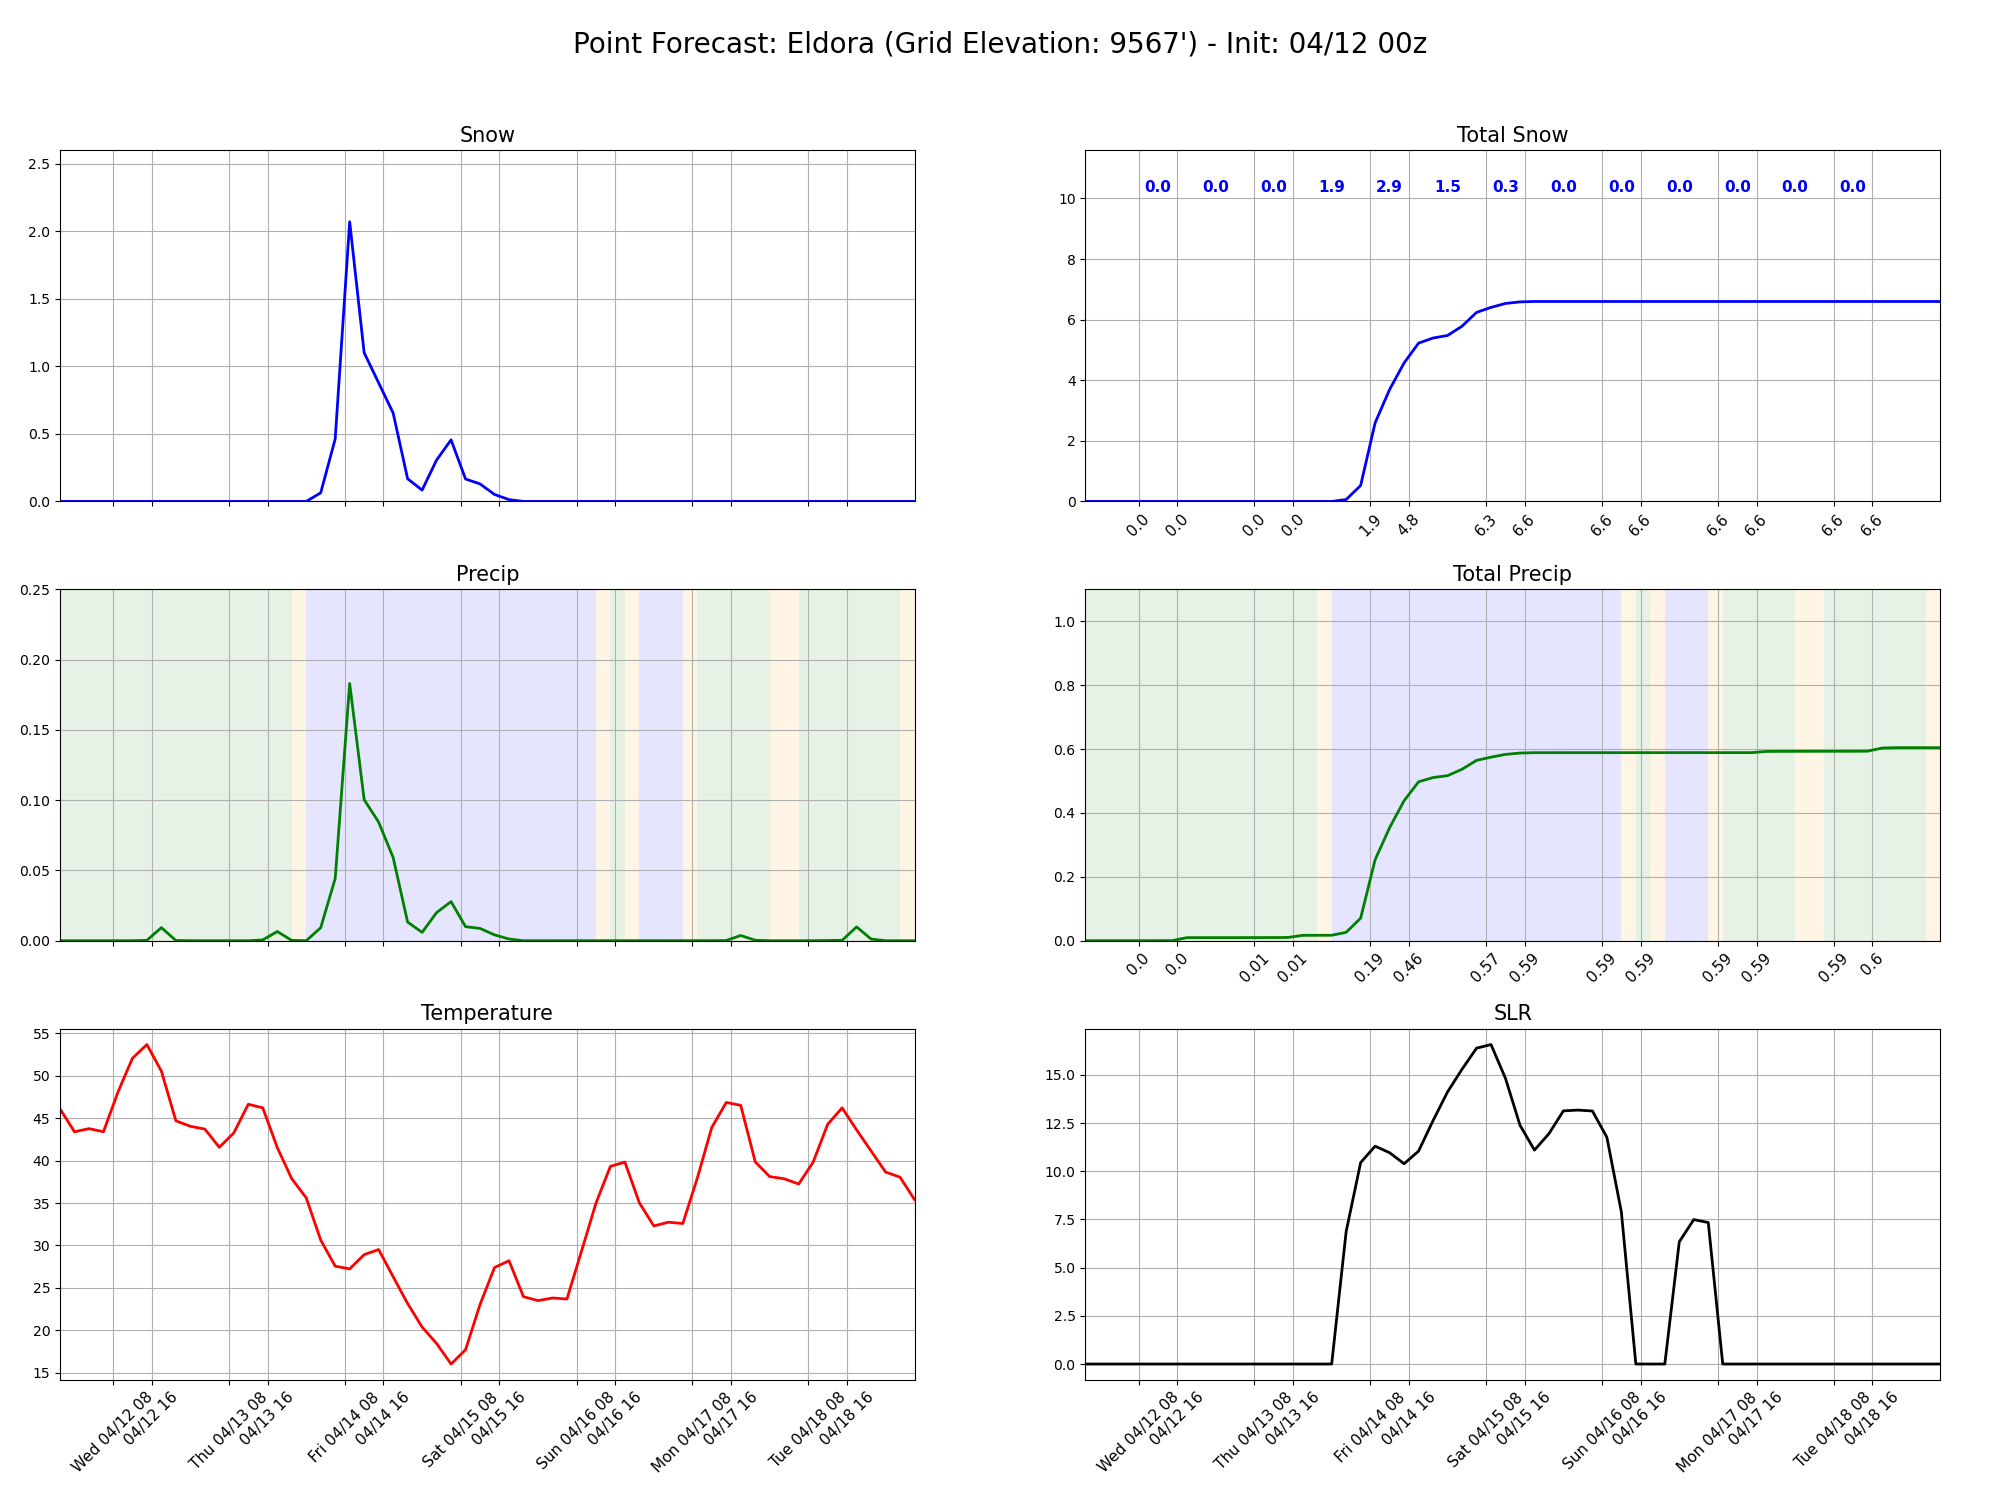 Point Forecast: Eldora (Grid Elevation: 9567') - Init: 04/12 00z
Snow
2.5
2.0
1.5
1.0
0.5
0.0
Total Snow
0.0 0.0 0.0 1.9 2.9 1.5 0.3 0.0 0.0 0.0 0.0 0.0 0.0
10
8
6
4
2
0
0.0 0.0 0.0 0.0 1.9 4.8 6.3 6.6 6.6 6.6 6.6 6.6 6.6 6.6
Precip
0.25
0.20
0.15
0.10
0.05
0.00
Total Precip
1.0
0.8
0.6
0.4
0.2
0.0
0.0 0.0 0.01 0.01 0.19 0.46 0.57 0.59 0.59 0.59 0.59 0.59 0.59 0.6
Temperature
55
50
45
40
35
30
25
20
15
Wed 04/12 08
04/12 16
Thu 04/13 08
04/13 16
Fri 04/14 08
04/14 16
Sat 04/15 08
04/15 16
Sun 04/16 08
04/16 16
Mon 04/17 08
04/17 16
Tue 04/18 08
04/18 16
SLR
15.0
12.5
10.0
7.5
5.0
2.5
0.0
Wed 04/12 08
04/12 16
Thu 04/13 08
04/13 16
Fri 04/14 08
04/14 16
Sat 04/15 08
04/15 16
Sun 04/16 08
04/16 16
Mon 04/17 08
04/17 16
Tue 04/18 08
04/18 16